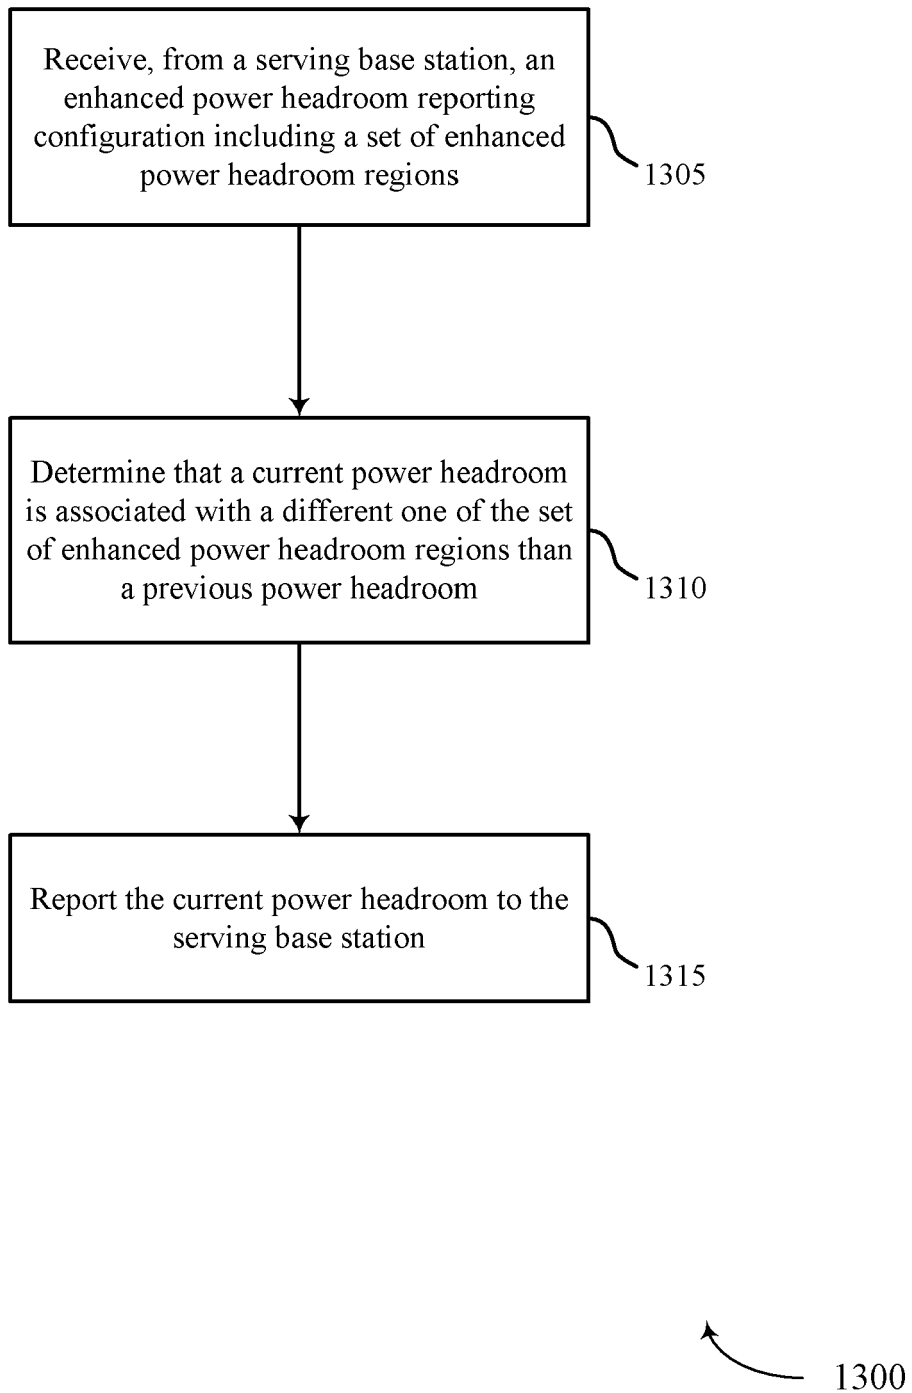 Receive, from a serving base station, an
enhanced power headroom reporting
configuration including a set of enhanced
power headroom regions
1305
Determine that a current power headroom
is associated with a different one of the set
of enhanced power headroom regions than
a previous power headroom
1310
Report the current power headroom to the
serving base station
1315
1300